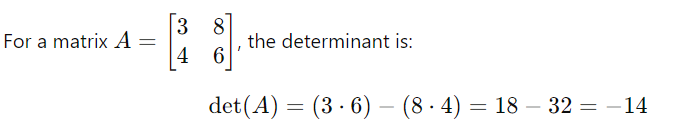 For a matrix A = [3 8
4 6], the determinant is:
det(A) = (3 · 6) − (8 · 4) = 18 − 32 = −14